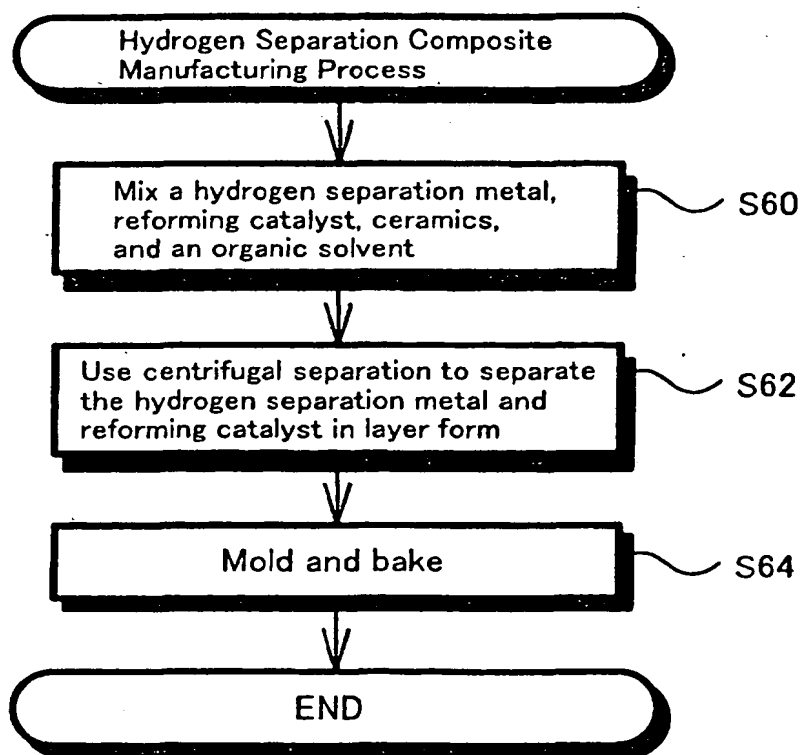 Hydrogen Separation Composite
Manufacturing Process
Mix a hydrogen separation metal,
reforming catalyst, ceramics,
and an organic solvent
S60
Use centrifugal separation to separate
the hydrogen separation metal and
reforming catalyst in layer form
S62
Mold and bake
S64
END